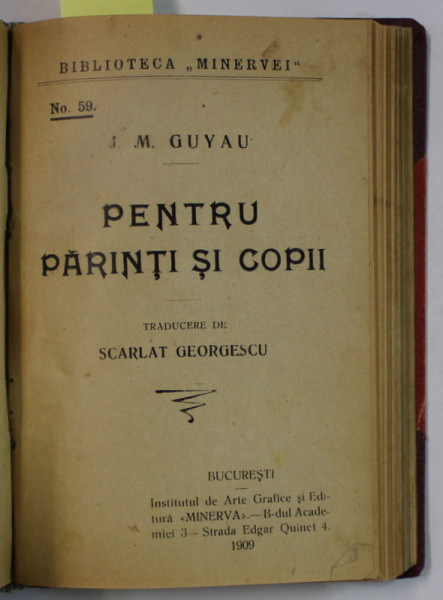 BIBLIOTECA „MINERVEI“
No. 59.
J. M. GUYAU
PENTRU
PĂRINȚI ȘI COPII
TRADUCERE DE
SCARLAT GEORGESCU
BUCUREȘTI
Institutul de Arte Grafice și Edi-
tură «MINERVA».—B-dul Acade-
miei 3 — Strada Edgar Quinet 4.
1909